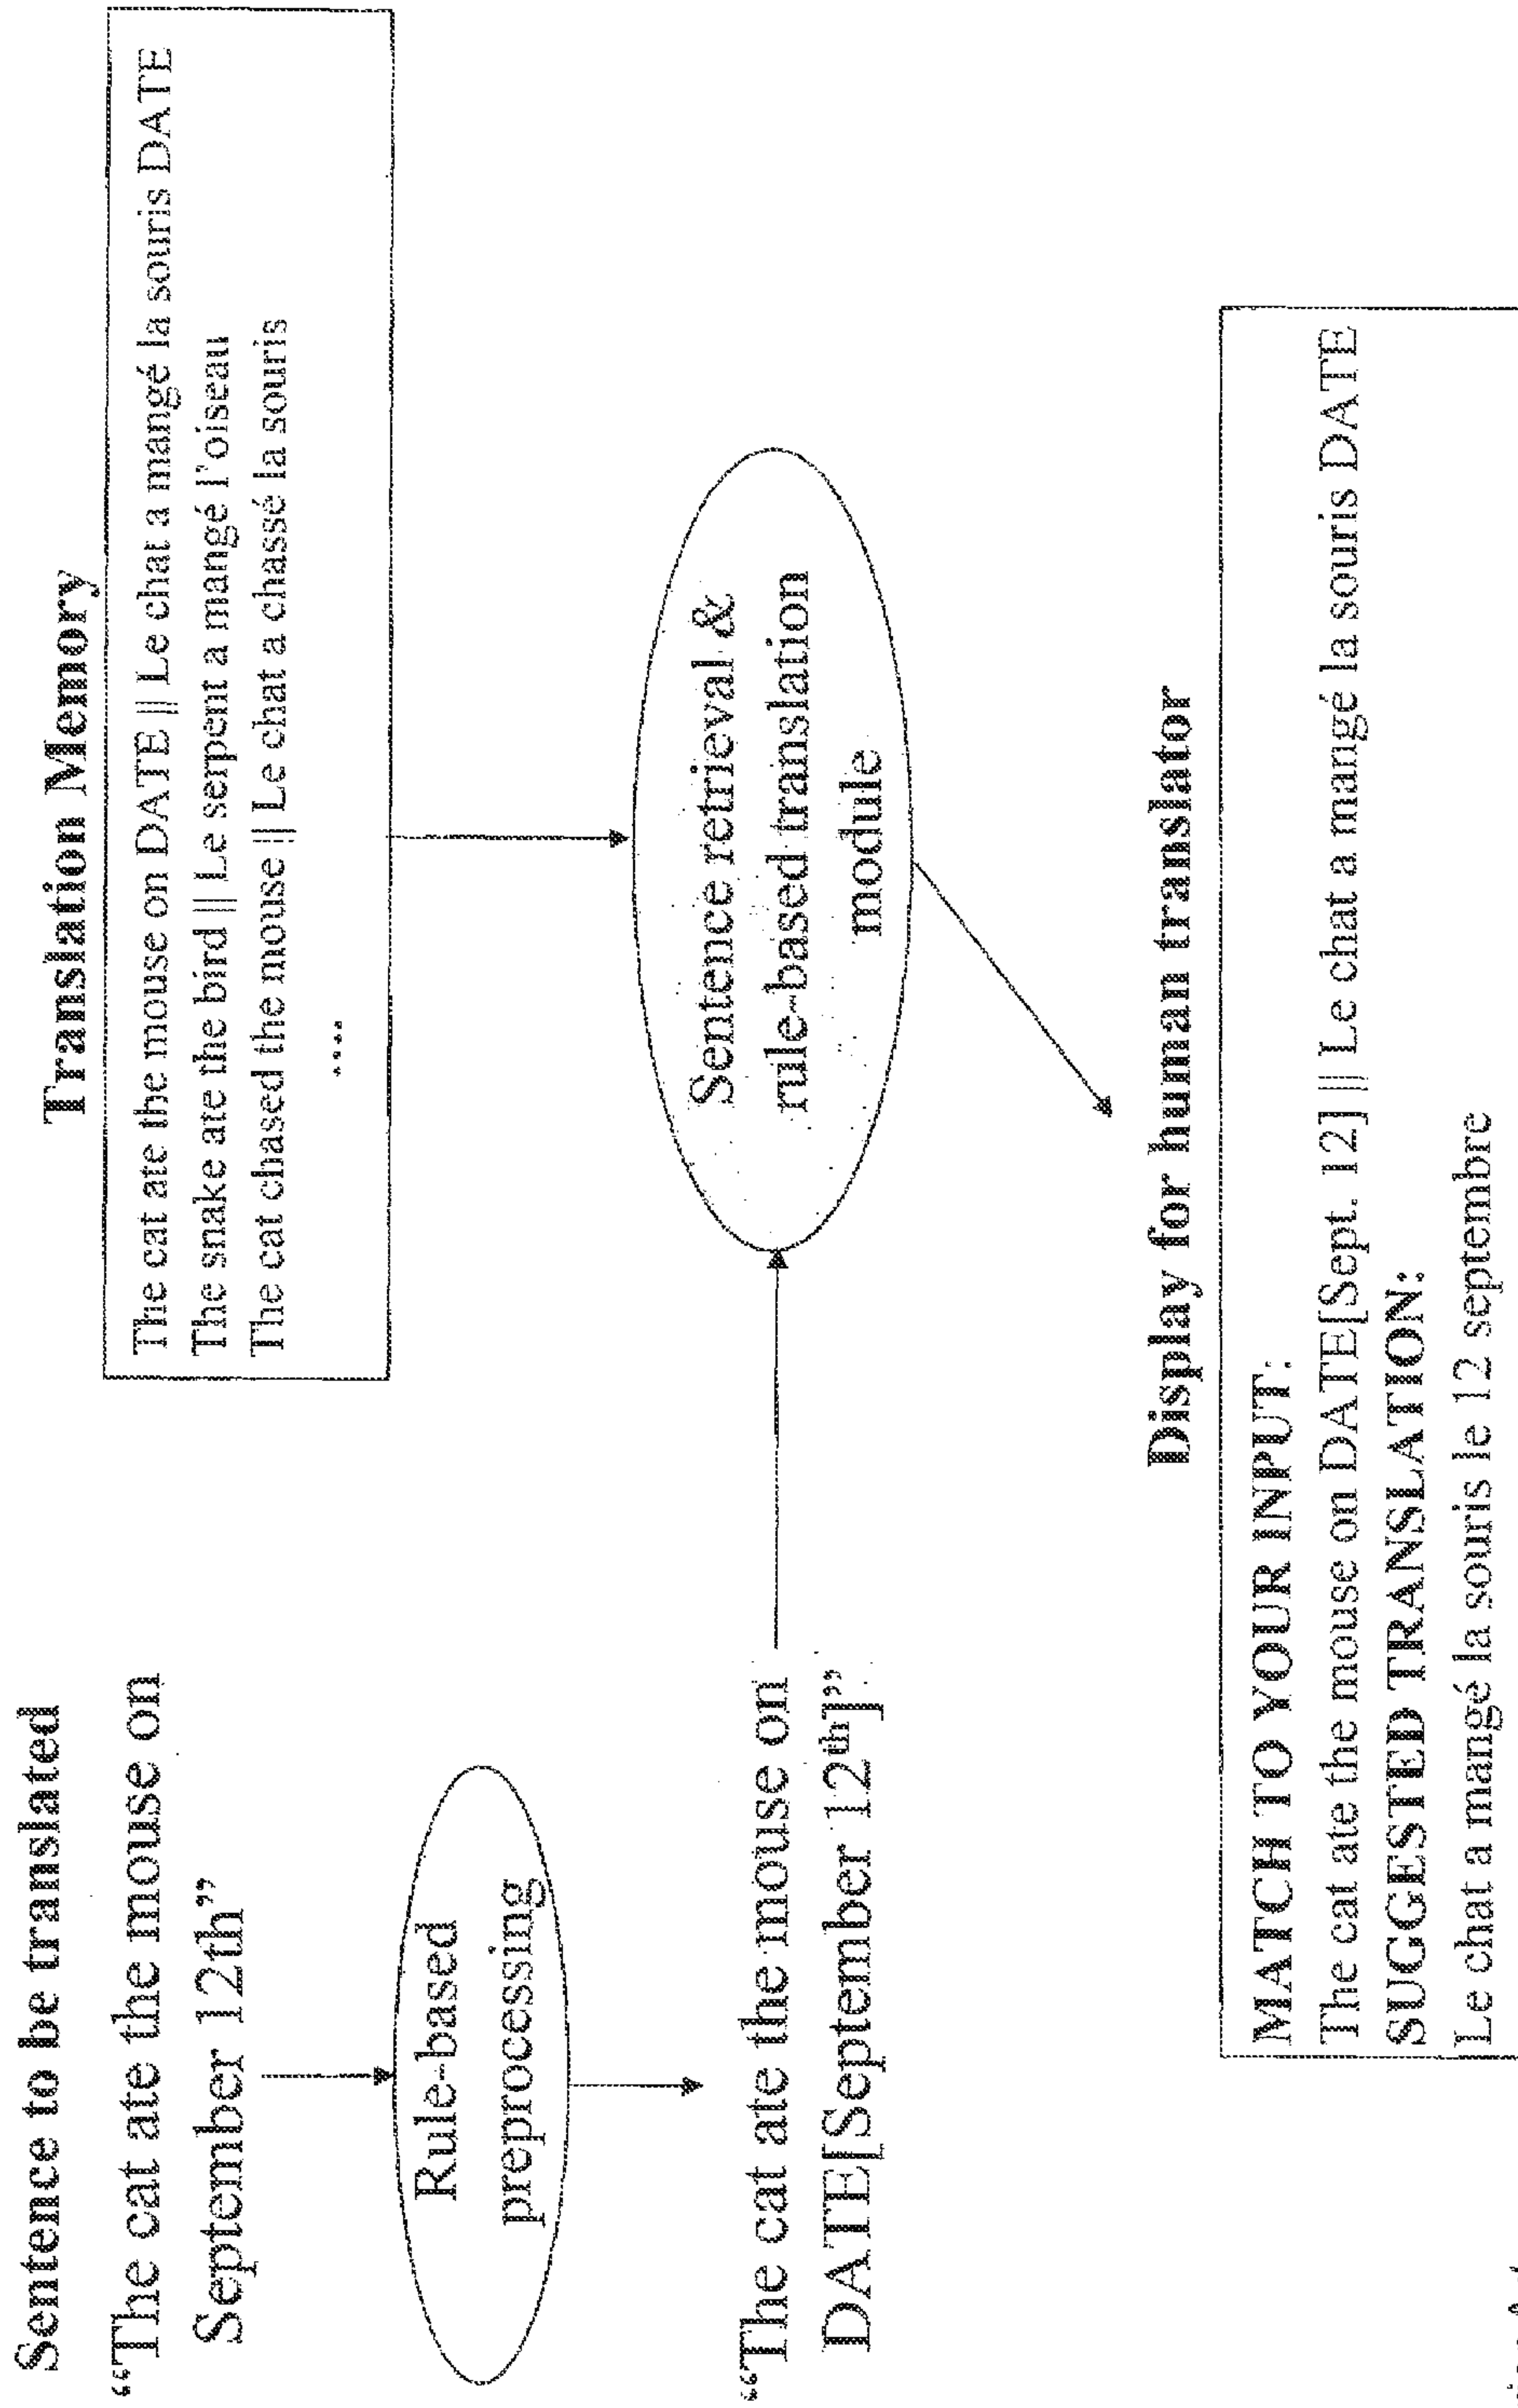 Sentence to be translated
“The cat ate the mouse on
September 12th”
Rule-based
preprocessing
“The cat ate the mouse on
DATE[September 12th]”
Translation Memory
The cat ate the mouse on DATE ||| Le chat a mangé la souris DATE
The snake ate the bird ||| Le serpent a mangé l'oiseau
The cat chased the mouse ||| Le chat a chassé la souris
....
Sentence retrieval &
rule-based translation
module
Display for human translator
MATCH TO YOUR INPUT:
The cat ate the mouse on DATE[Sept. 12] ||| Le chat a mangé la souris DATE
SUGGESTED TRANSLATION:
Le chat a mangé la souris le 12 septembre